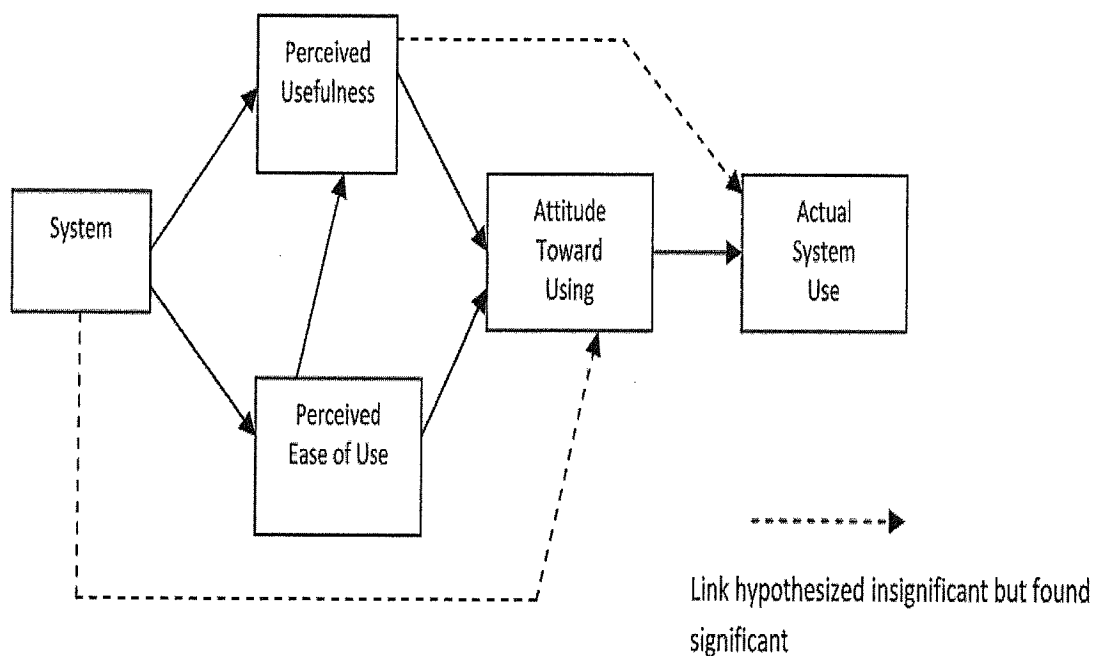 Perceived
Usefulness
System
Attitude
Toward
Using
Actual
System
Use
Perceived
Ease of Use
Link hypothesized insignificant but found
significant